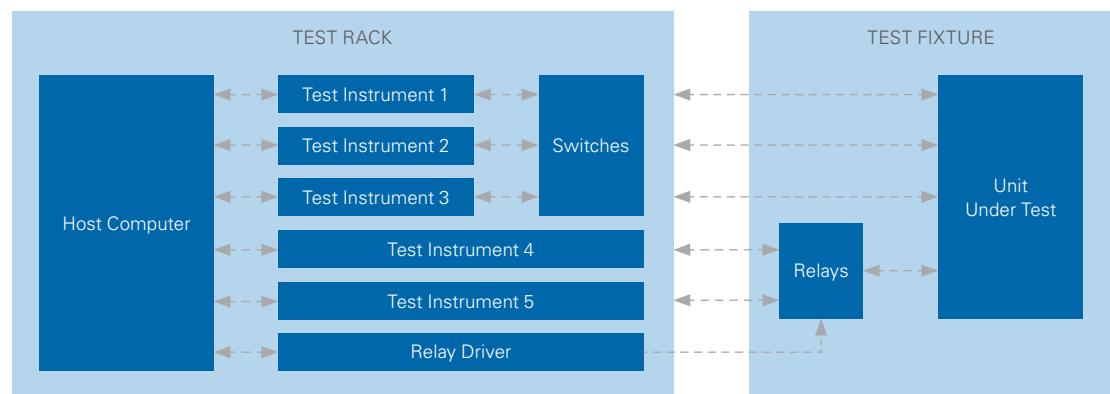 TEST RACK
TEST FIXTURE
Host Computer
Test Instrument 1
Test Instrument 2
Test Instrument 3
Switches
Test Instrument 4
Test Instrument 5
Relay Driver
Relays
Unit
Under Test